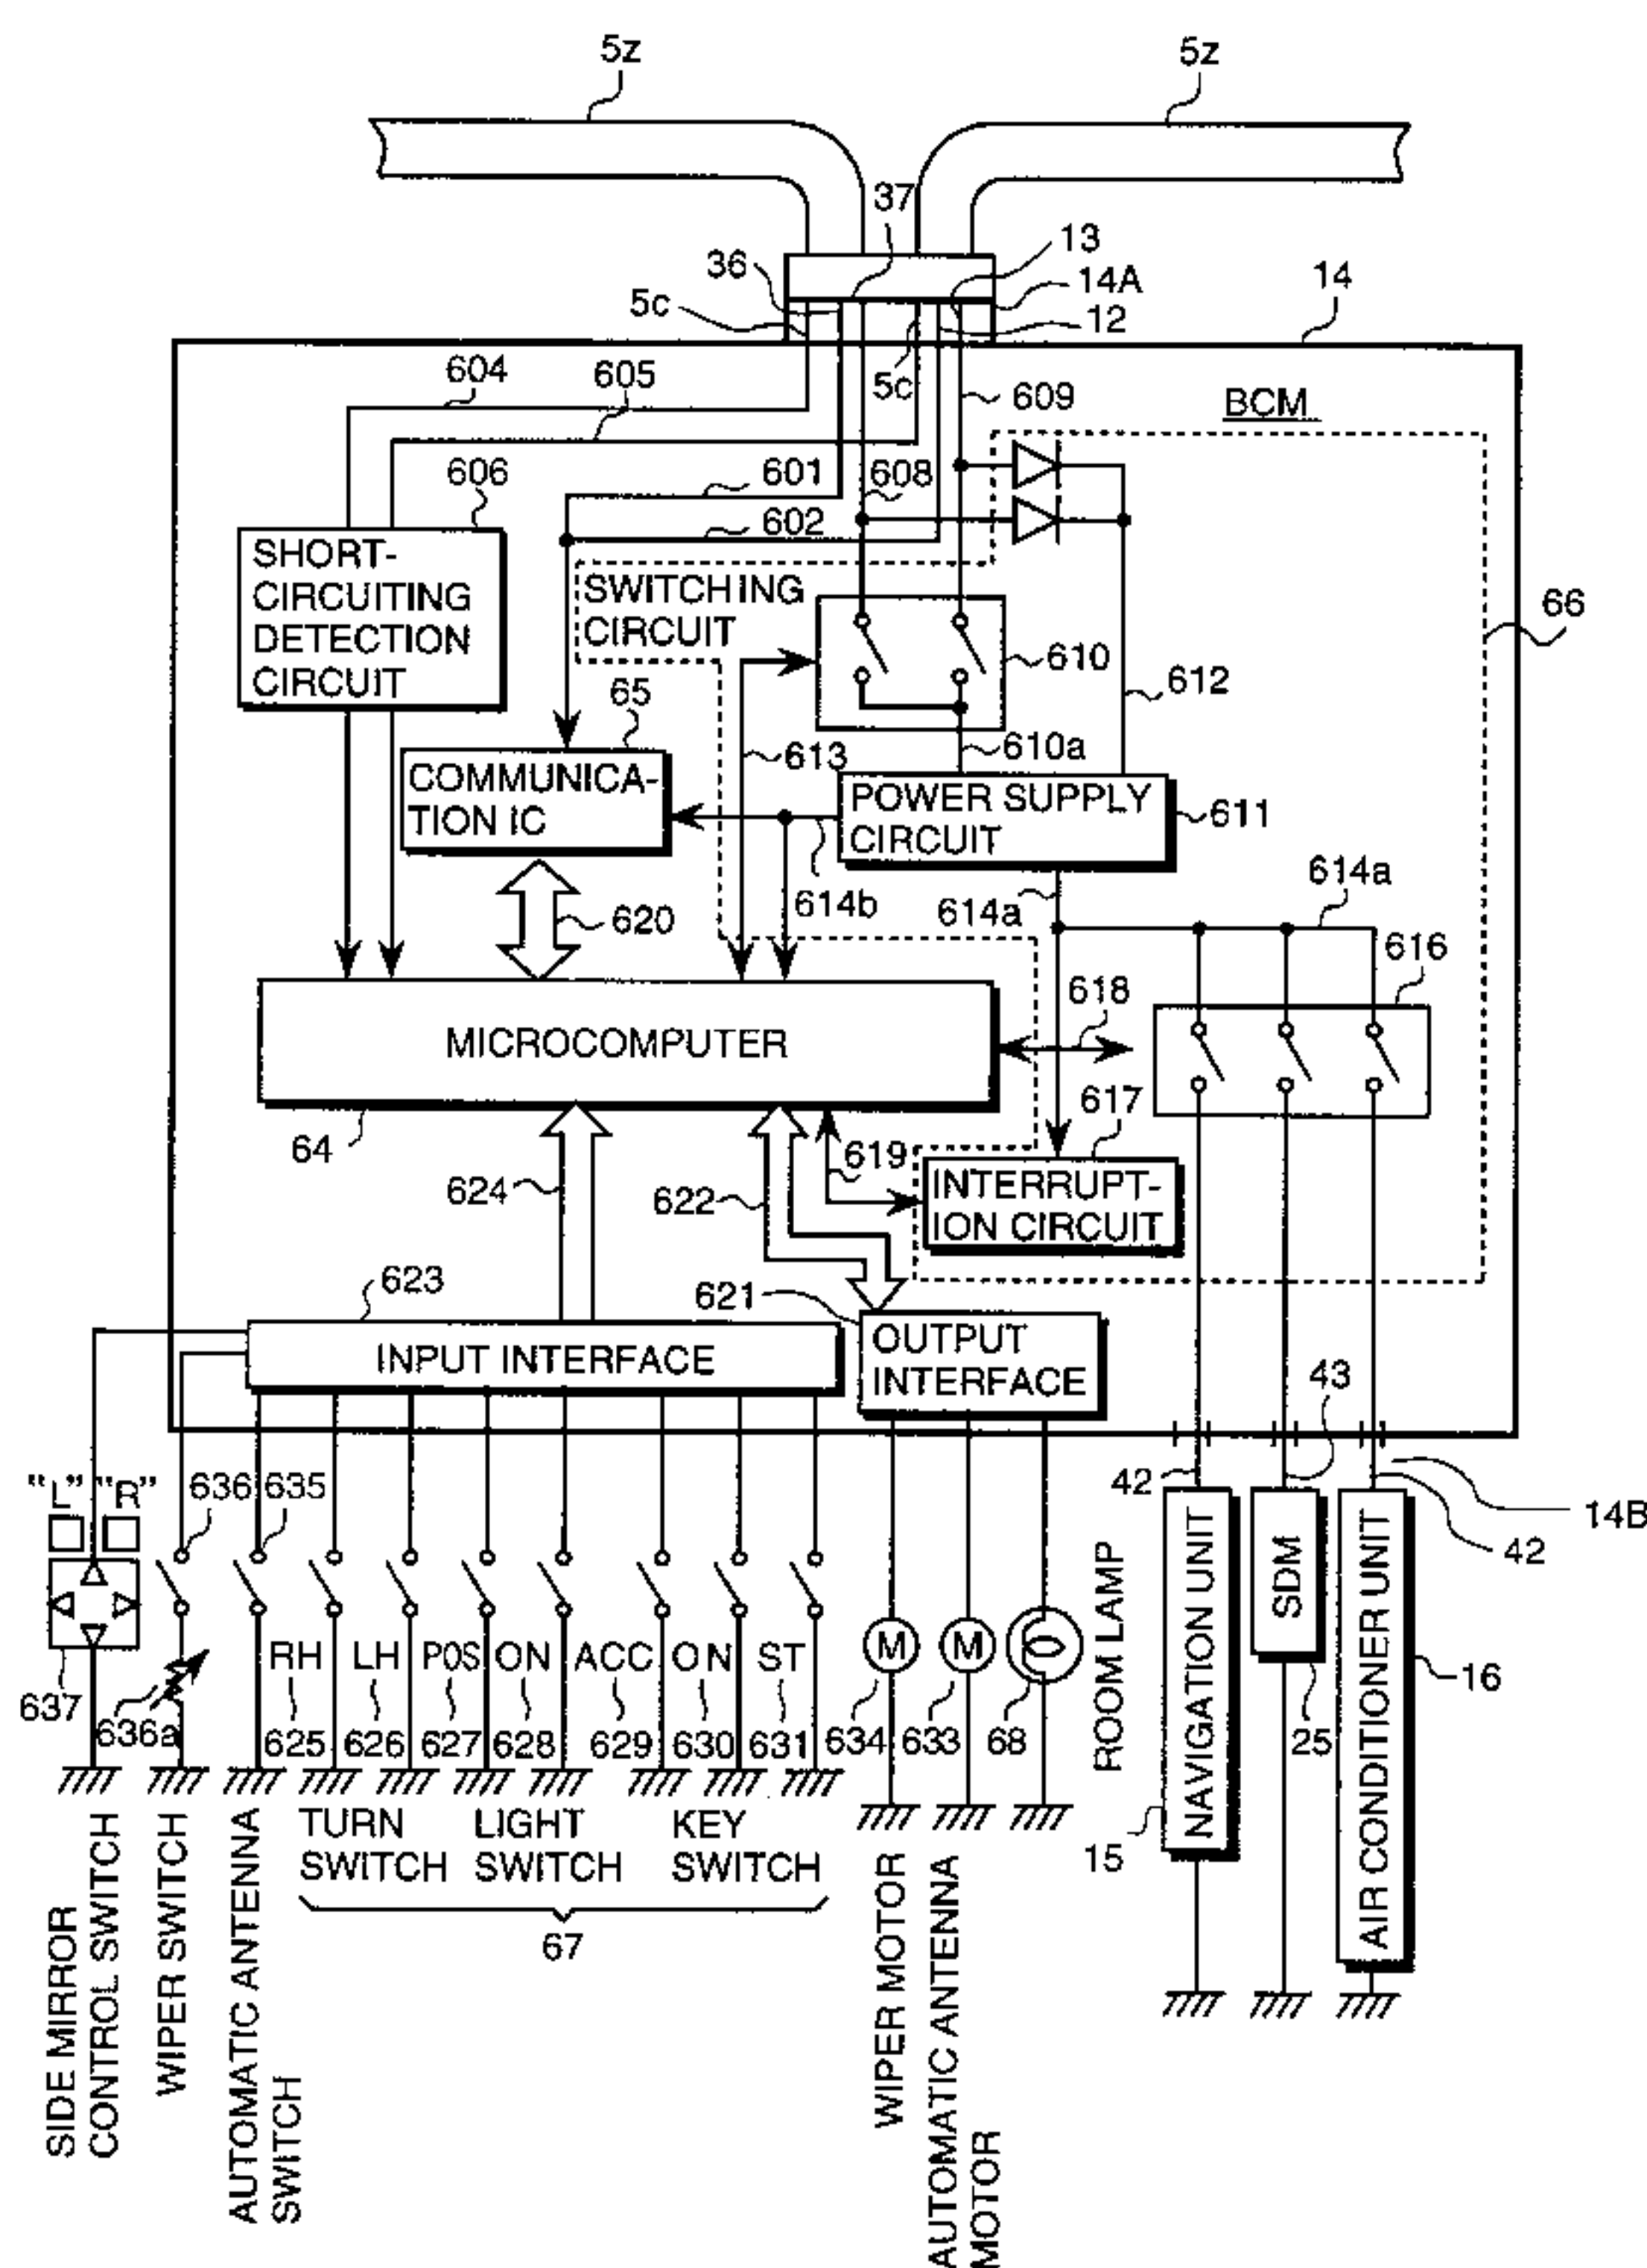 5z
5z
37
13
36
14A
14
5c
12
604
605
5c
609
BCM
601
608
606
602
SHORT-
CIRCUITING
DETECTION
CIRCUIT
SWITCHING
CIRCUIT
66
610
612
65
613
610a
COMMUNICA-
TION IC
POWER SUPPLY
CIRCUIT
611
614a
614b
614a
620
616
618
MICROCOMPUTER
617
64
619
624
622
INTERRUPT-
ION CIRCUIT
623
621
INPUT INTERFACE
OUTPUT
INTERFACE
43
"L" "R"
636
635
42
14B
42
RH
LH
POS
ON
ACC
ON
ST
M
M
ROOM LAMP
NAVIGATION UNIT
SDM
AIR CONDITIONER UNIT
16
637
636a
625
626
627
628
629
630
631
634
633
68
25
15
TURN
SWITCH
LIGHT
SWITCH
KEY
SWITCH
67
SIDE MIRROR
CONTROL SWITCH
WIPER SWITCH
AUTOMATIC ANTENNA
SWITCH
WIPER MOTOR
AUTOMATIC ANTENNA
MOTOR